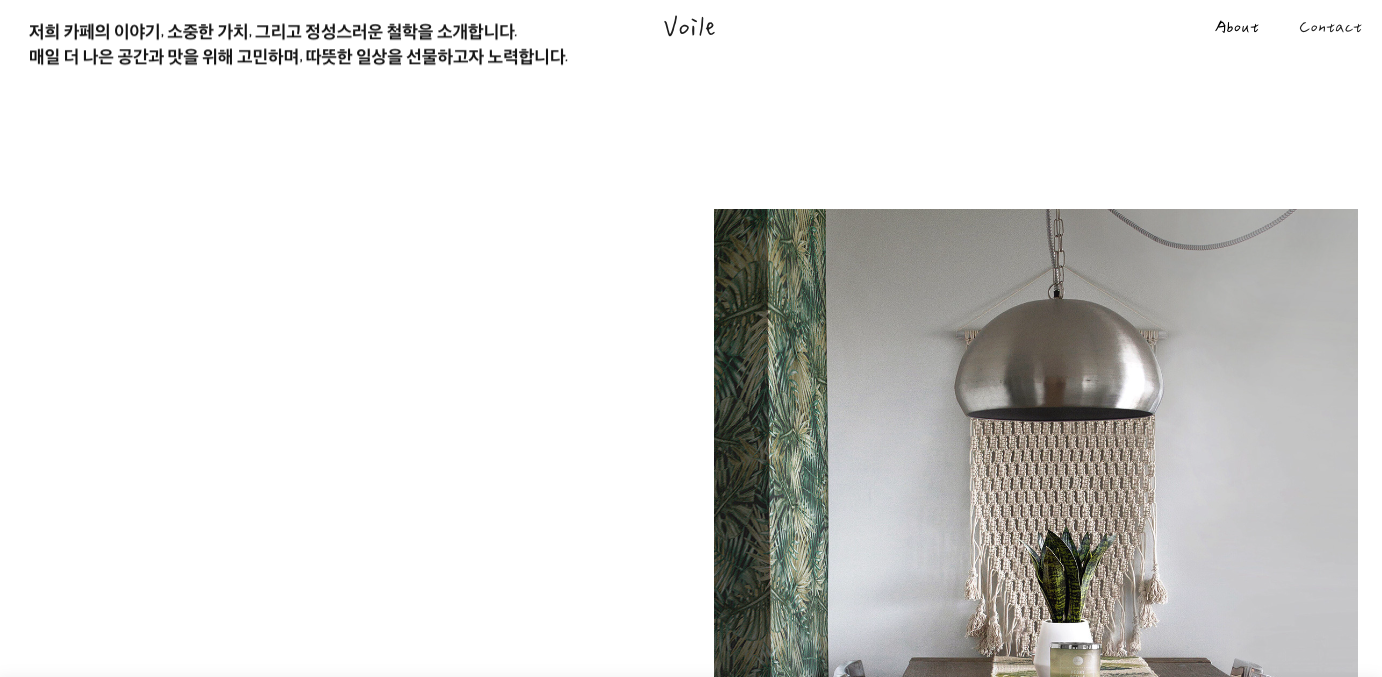 저희 카페의 이야기, 소중한 가치, 그리고 정성스러운 철학을 소개합니다.
매일 더 나은 공간과 맛을 위해 고민하며, 따뜻한 일상을 선물하고자 노력합니다.
Voile
About
Contact